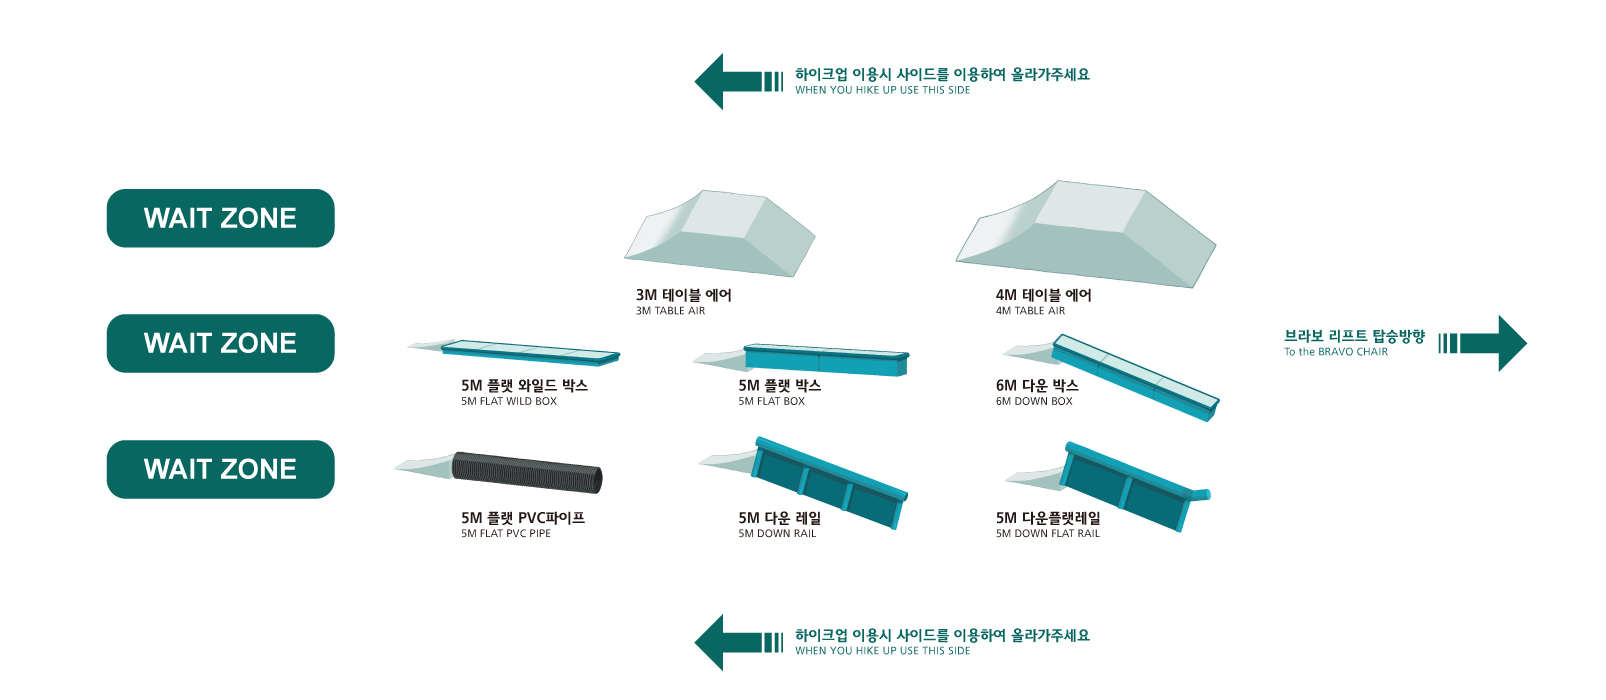 하이크업 이용시 사이드를 이용하여 올라가주세요
WHEN YOU HIKE UP USE THIS SIDE
WAIT ZONE
3M 테이블 에어
3M TABLE AIR
4M 테이블 에어
4M TABLE AIR
WAIT ZONE
5M 플랫 와일드 박스
5M FLAT WILD BOX
5M 플랫 박스
5M FLAT BOX
6M 다운 박스
6M DOWN BOX
브라보 리프트 탑승방향
To the BRAVO CHAIR
WAIT ZONE
5M 플랫 PVC파이프
5M FLAT PVC PIPE
5M 다운 레일
5M DOWN RAIL
5M 다운플랫레일
5M DOWN FLAT RAIL
하이크업 이용시 사이드를 이용하여 올라가주세요
WHEN YOU HIKE UP USE THIS SIDE